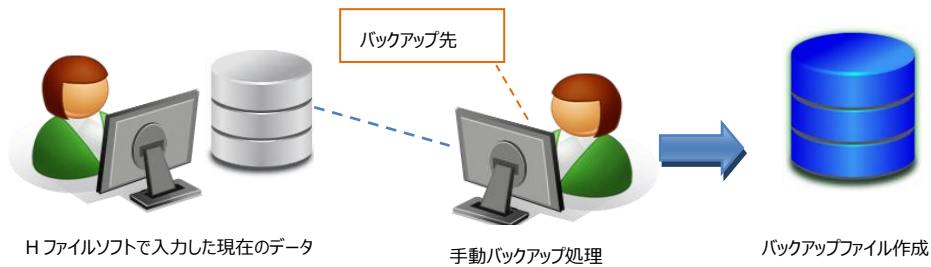 バックアップ先
H ファイルソフトで入力した現在のデータ
手動バックアップ処理
バックアップファイル作成